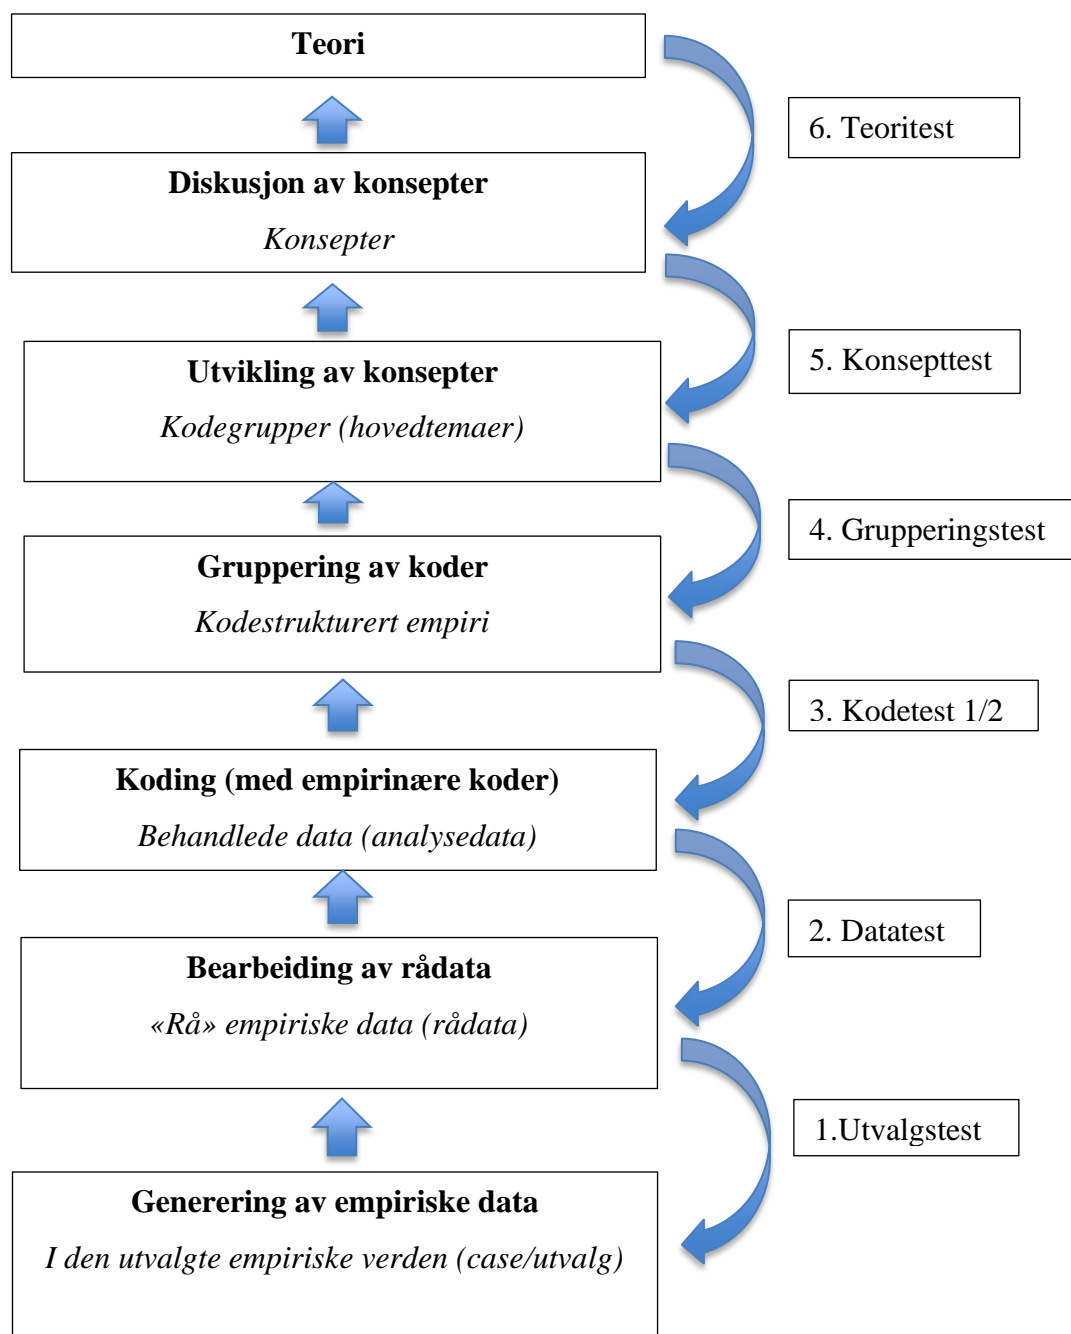 Teori
6. Teoritest
Diskusjon av konsepter
Konsepter
5. Konsepttest
Utvikling av konsepter
Kodegrupper (hovedtemaer)
4. Grupperingstest
Gruppering av koder
Kodestrukturert empiri
3. Kodetest 1/2
Koding (med empirinære koder)
Behandlede data (analysedata)
2. Datatest
Bearbeiding av rådata
«Rå» empiriske data (rådata)
1.Utvalgstest
Generering av empiriske data
I den utvalgte empiriske verden (case/utvalg)